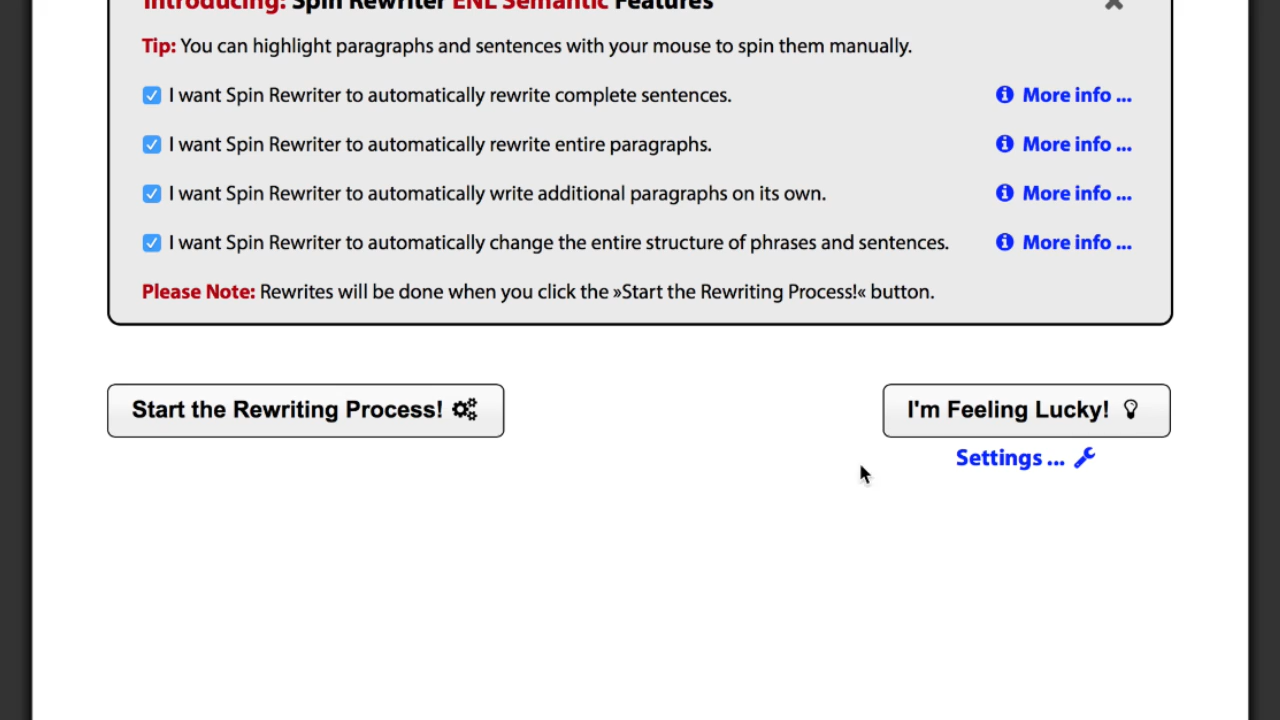 Introducing: Spin Rewriter ENL Semantic Features
Tip: You can highlight paragraphs and sentences with your mouse to spin them manually.
I want Spin Rewriter to automatically rewrite complete sentences. More info ...
I want Spin Rewriter to automatically rewrite entire paragraphs. More info ...
I want Spin Rewriter to automatically write additional paragraphs on its own. More info ...
I want Spin Rewriter to automatically change the entire structure of phrases and sentences. More info ...
Please Note: Rewrites will be done when you click the »Start the Rewriting Process!« button.
Start the Rewriting Process! I'm Feeling Lucky!
Settings ...